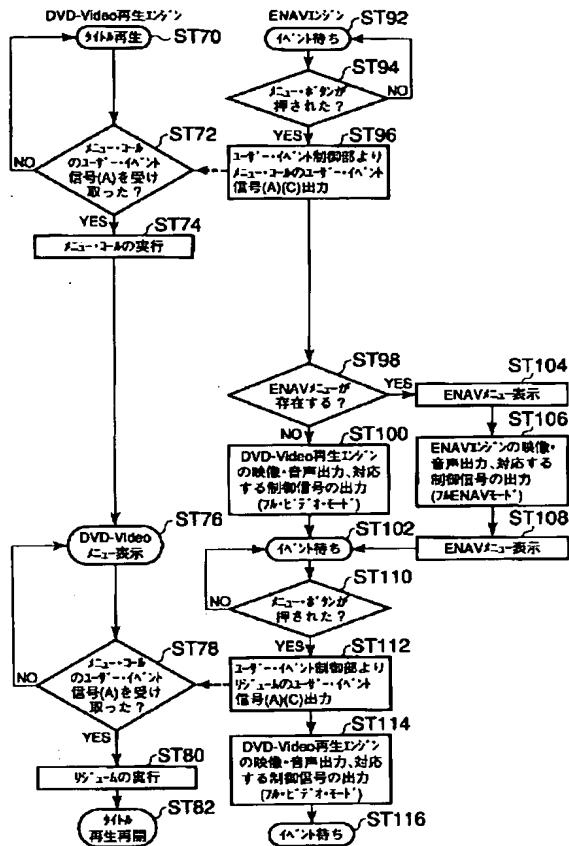 DVD-Video再生エンジン
タイトル再生
ST70
メニュー・コール
のユーザー・イベント
信号(A)を受け
取った？
ST72
NO
YES
ST74
メニュー・コールの実行
ST76
DVD-Video
メニュー表示
ST78
メニュー・コール
のユーザー・イベント
信号(A)を受け
取った？
NO
YES
ST80
リジュームの実行
ST82
タイトル
再生再開
ENAVエンジン
ST92
イベント待ち
ST94
メニュー・ボタンが
押された？
NO
YES
ST96
ユーザー・イベント制御部より
メニュー・コールのユーザー・イベント
信号(A)(C)出力
ST98
ENAVメニューが
存在する？
YES
NO
ST100
DVD-Video再生エンジン
の映像・音声出力、対応
する制御信号の出力
(フル・ビデオ・モード)
ST104
ENAVメニュー表示
ST106
ENAVエンジンの映像・
音声出力、対応する
制御信号の出力
(フルENAVモード)
ST108
ENAVメニュー表示
ST102
イベント待ち
ST110
メニュー・ボタンが
押された？
NO
YES
ST112
ユーザー・イベント制御部より
リジュームのユーザー・イベント
信号(A)(C)出力
ST114
DVD-Video再生エンジン
の映像・音声出力、対応
する制御信号の出力
(フル・ビデオ・モード)
ST116
イベント待ち